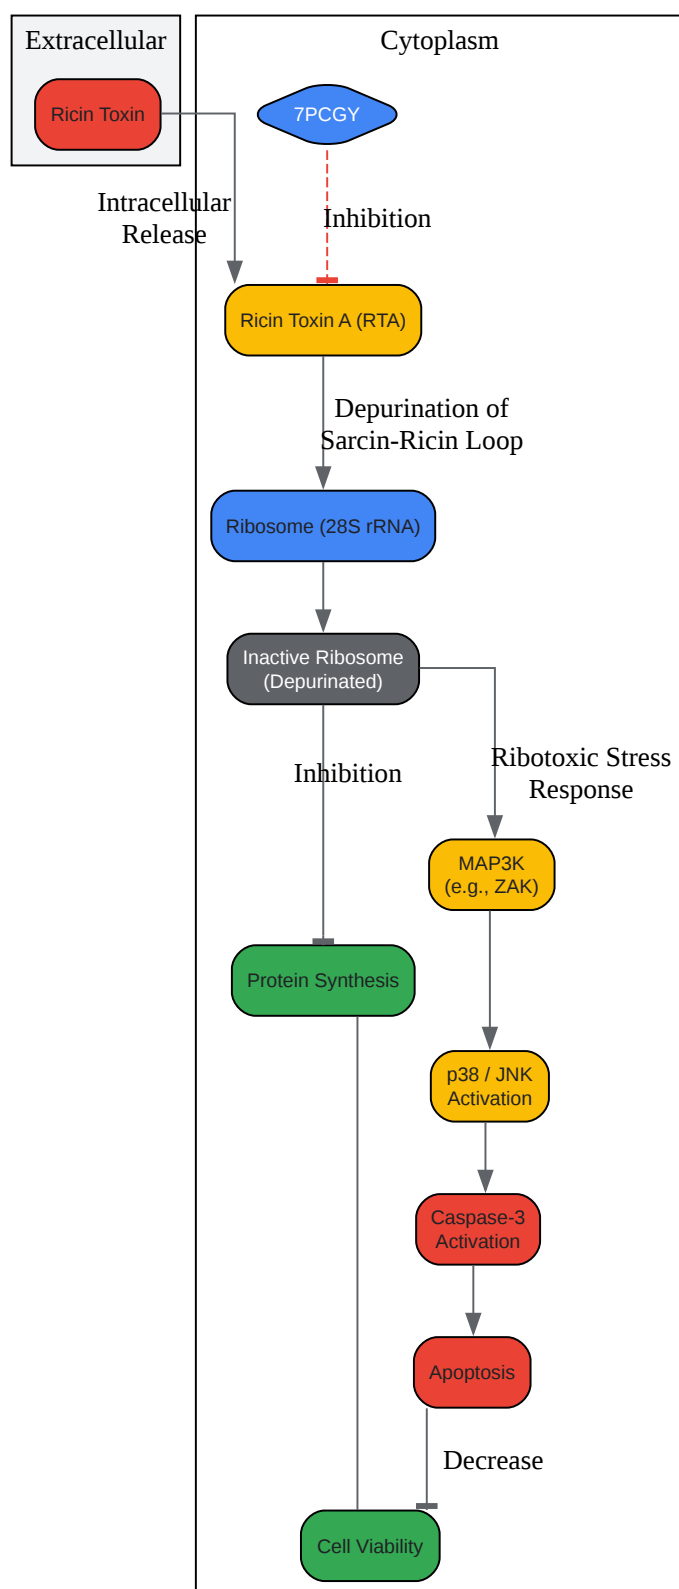 Extracellular
Cytoplasm
Ricin Toxin
7PCGY
Intracellular
Release
Inhibition
Ricin Toxin A (RTA)
Depurination of
Sarcin-Ricin Loop
Ribosome (28S rRNA)
Inactive Ribosome
(Depurinated)
Inhibition
Ribotoxic Stress
Response
MAP3K
(e.g., ZAK)
Protein Synthesis
p38 / JNK
Activation
Caspase-3
Activation
Apoptosis
Decrease
Cell Viability